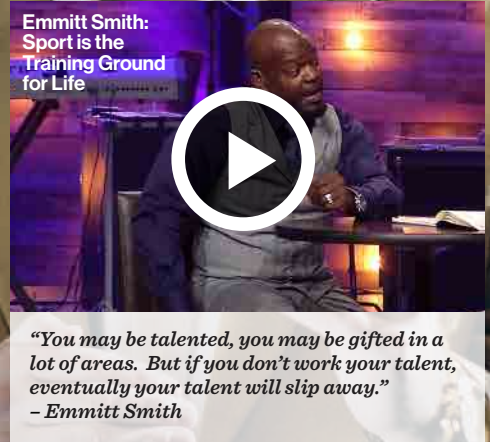 Emmitt Smith:
Sport is the
Training Ground
for Life
“You may be talented, you may be gifted in a
lot of areas.  But if you don’t work your talent,
eventually your talent will slip away.”
– Emmitt Smith